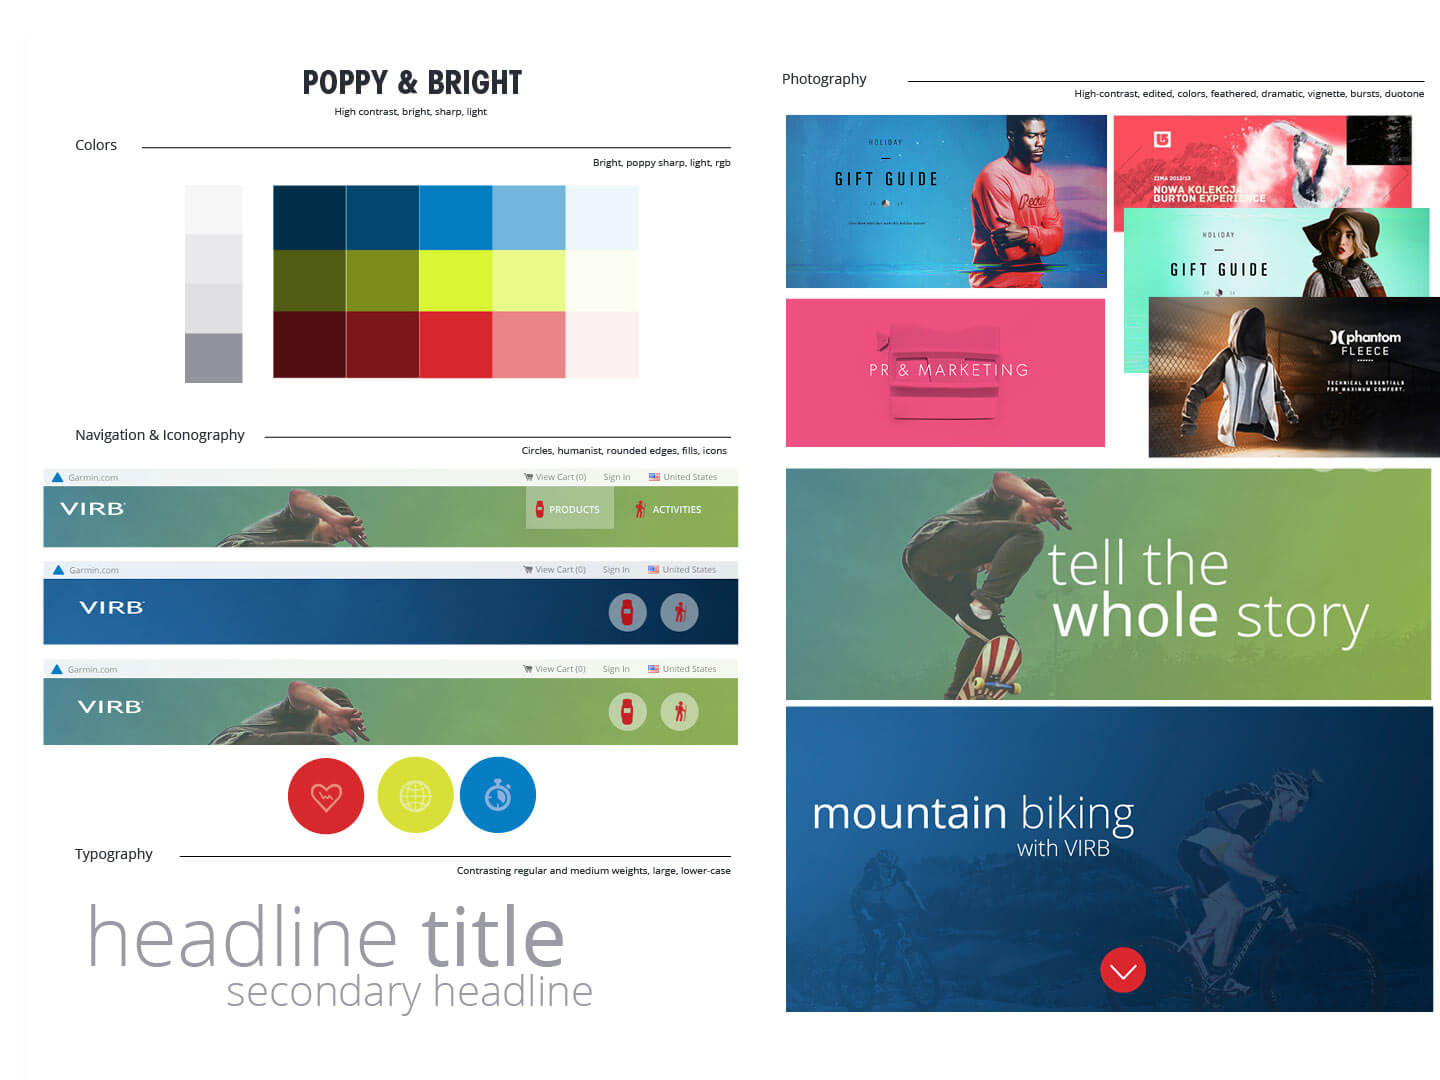 POPPY & BRIGHT
High contrast, bright, sharp, light
Colors
Bright, poppy sharp, light, rgb
Navigation & Iconography
Circles, humanist, rounded edges, fills, icons
Garmin.com View Cart (0) Sign In United States
VIRB PRODUCTS ACTIVITIES
Garmin.com View Cart (0) Sign In United States
VIRB
Garmin.com View Cart (0) Sign In United States
VIRB
Typography
Contrasting regular and medium weights, large, lower-case
headline title
secondary headline
Photography
High-contrast, edited, colors, feathered, dramatic, vignette, bursts, duotone
HOLIDAY
GIFT GUIDE
ZIMA 2012/13
NOWA KOLEKCJA
BURTON EXPERIENCE
HOLIDAY
GIFT GUIDE
PR & MARKETING
phantom
FLEECE
TECHNICAL ESSENTIALS
FOR MAXIMUM COMFORT.
tell the
whole story
mountain biking
with VIRB